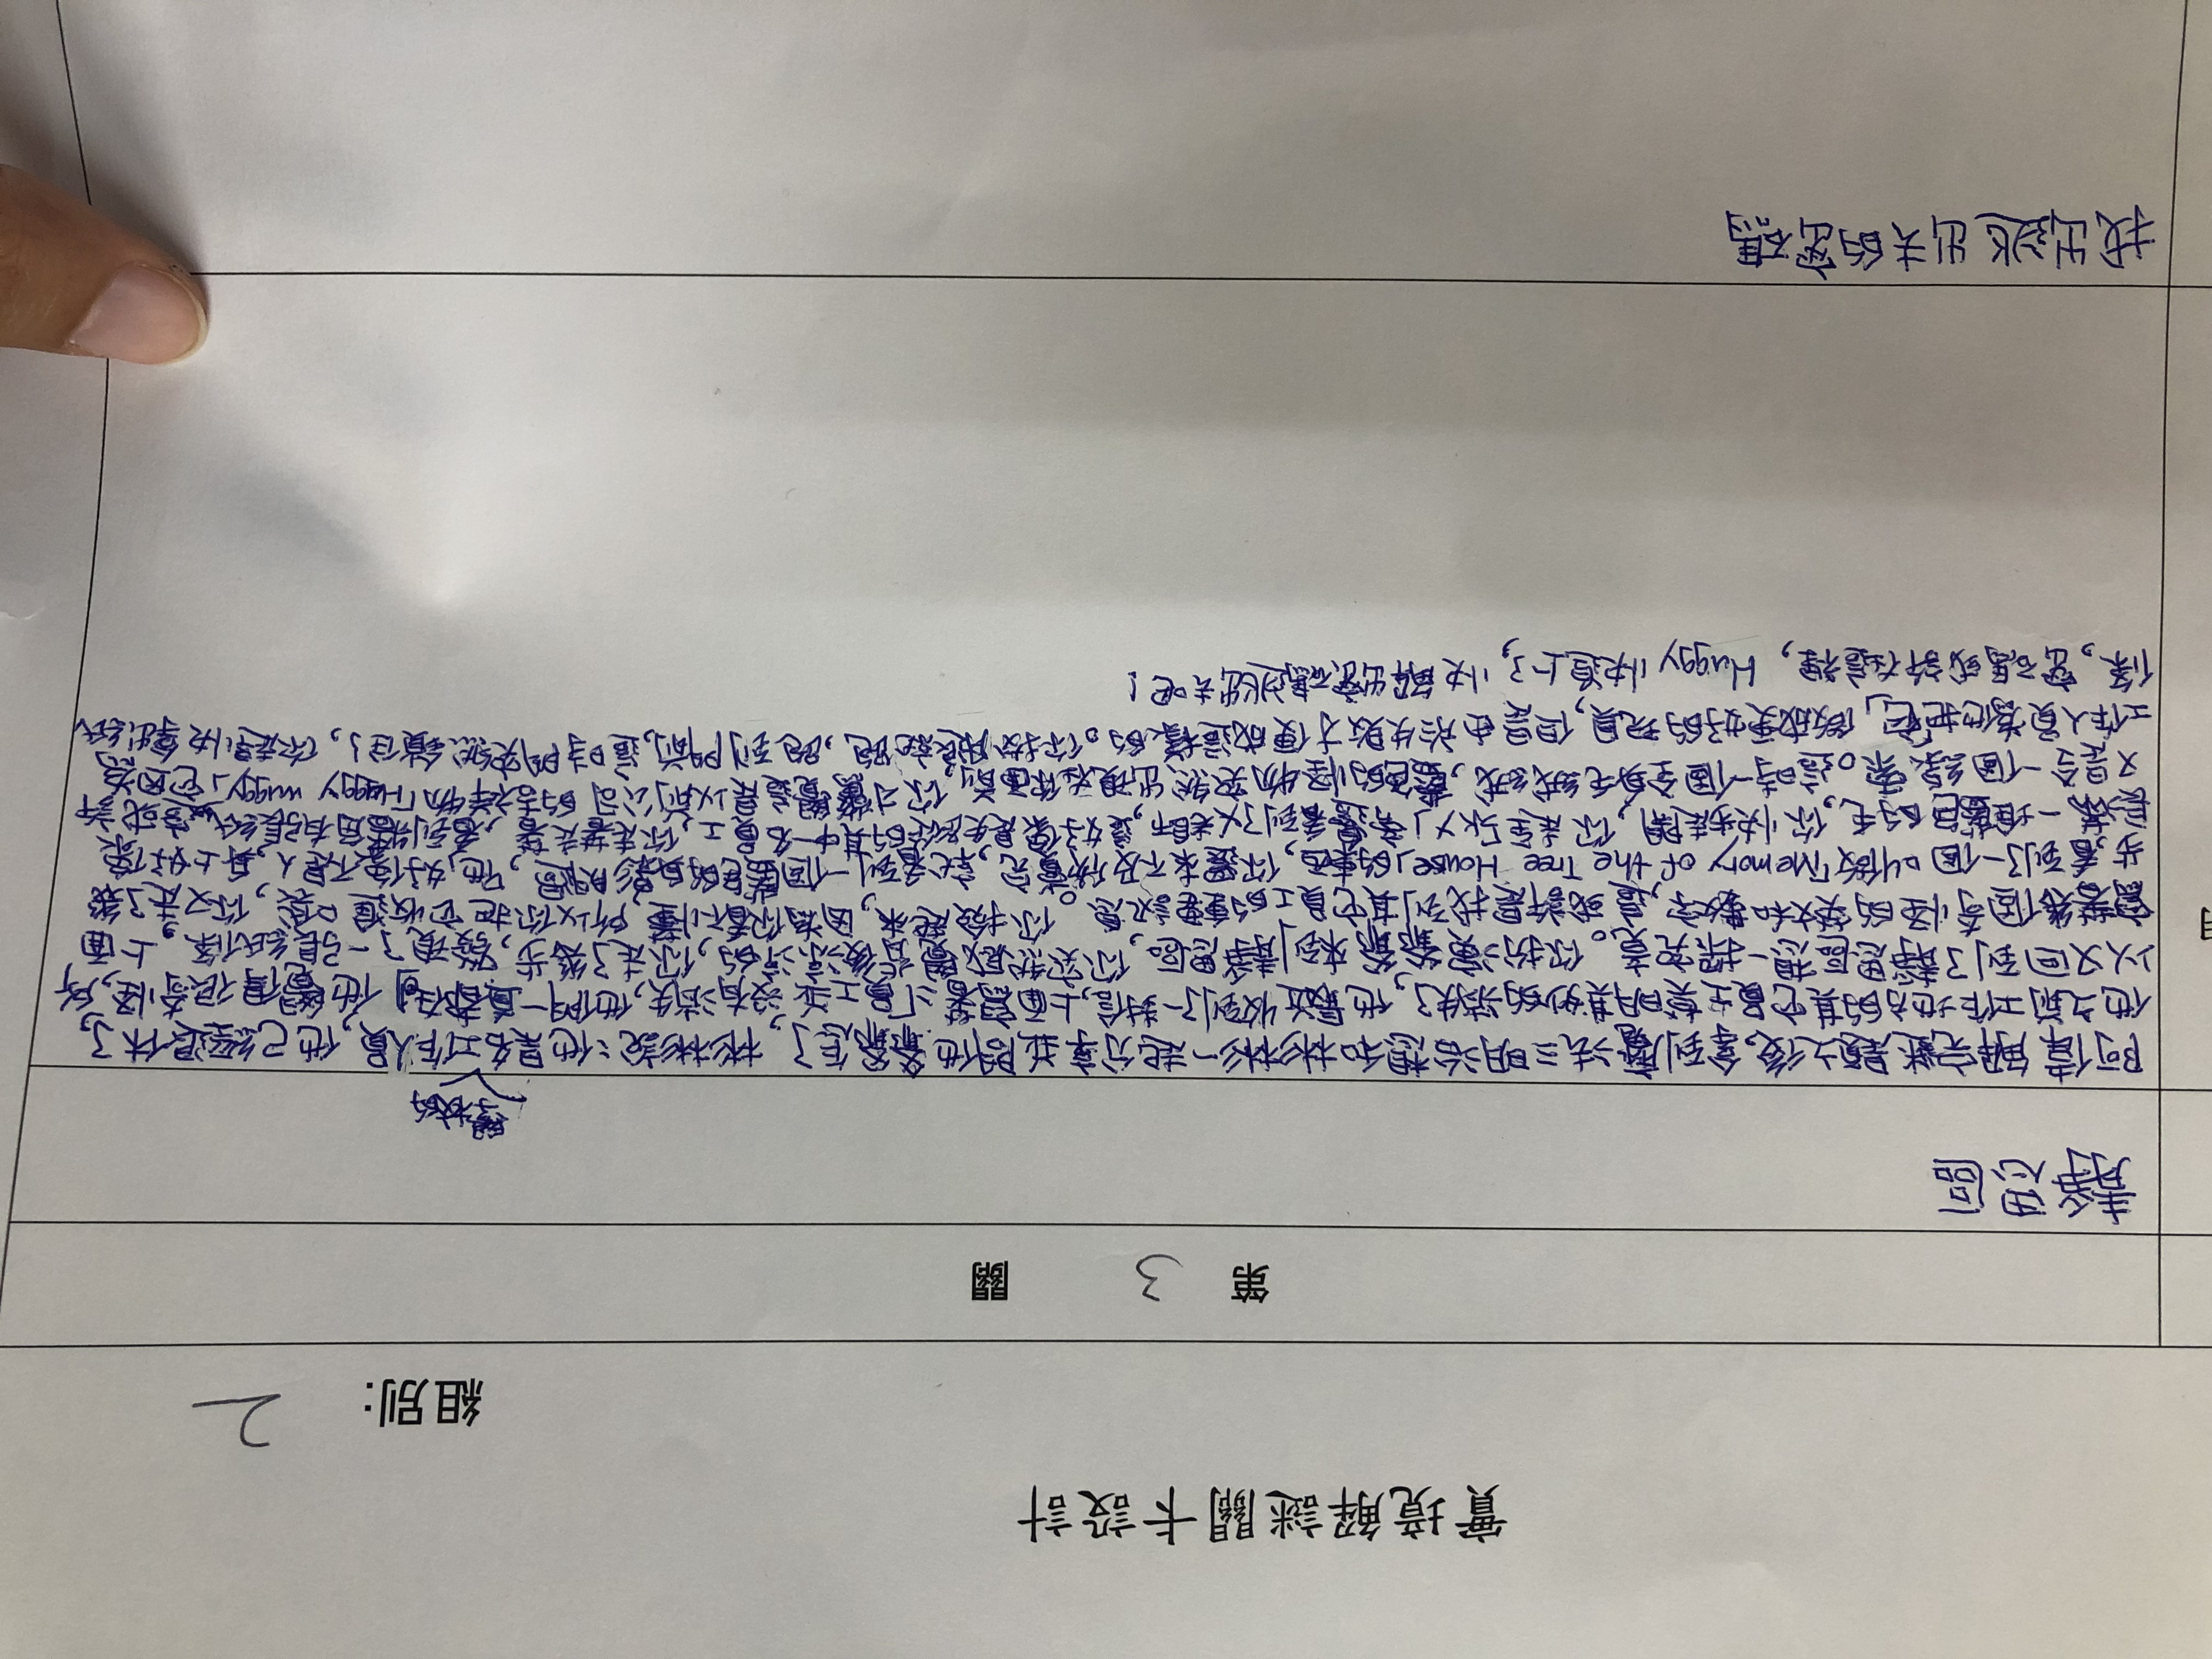 實境解謎關卡設計
組別: 2
第 3 關
靜思區
學校的
阿偉解完謎題之後,拿到魔法三明治想和彬彬一起分享並問他爺爺怎了,彬彬說:他是名工作人員,他已經退休了,
他之前工作地方的其它員工莫明其妙的消失了,他最近收到了一封信,上面寫著:「員工並沒有消失,他們一直都在」他覺得很奇怪,所
以又回到了靜思區想一探究竟。你扮演爺爺來到靜思區,你突然感覺背後涼涼的,你走了幾步,發現了一張紙條,上面
寫著幾個奇怪的英文和數字,這或許是找到其它員工的重要訊息。你撿起來,因為你看不懂,所以你把它收進口袋,你又走了幾
步,看到了一個叫做「Memory of the Tree House」的東西,你還來不及欣賞完,就看到一個藍色的身影閃過,「牠」好像不是人,身上好像
長滿一堆藍色的毛,你快步走開,你走至「sky」旁邊看到了乂老師,這好像是失蹤的其中一名員工,你走著走著,看到牆角有張紙,這或許
又是令一個線索。這時一個全身毛絨絨,藍色的怪物突然出現在你面前,你才驚覺這是以前公司的吉祥物「Huggy wuggy」它因為
工作人員為他把「它」做成更好的玩具,但是由於失敗才便成這樣的。你拔腿就跑,跑到門前,這時門突然鎖住了,你趕快拿出紙
條,密碼或許在這裡, Huggy快追上了,快解出密碼逃出去吧!
找出逃出去的密碼